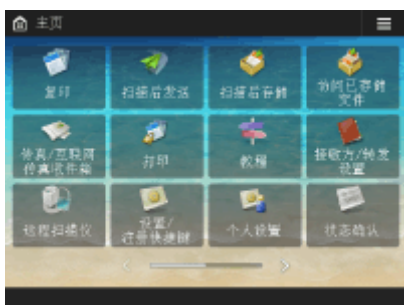 主页
复印
扫描后发送
扫描后存储
访问已存储
文件
传真/互联网
传真收件箱
打印
教程
接收方/转发
设置
远程扫描仪
设置/
注册快捷键
个人设置
状态确认